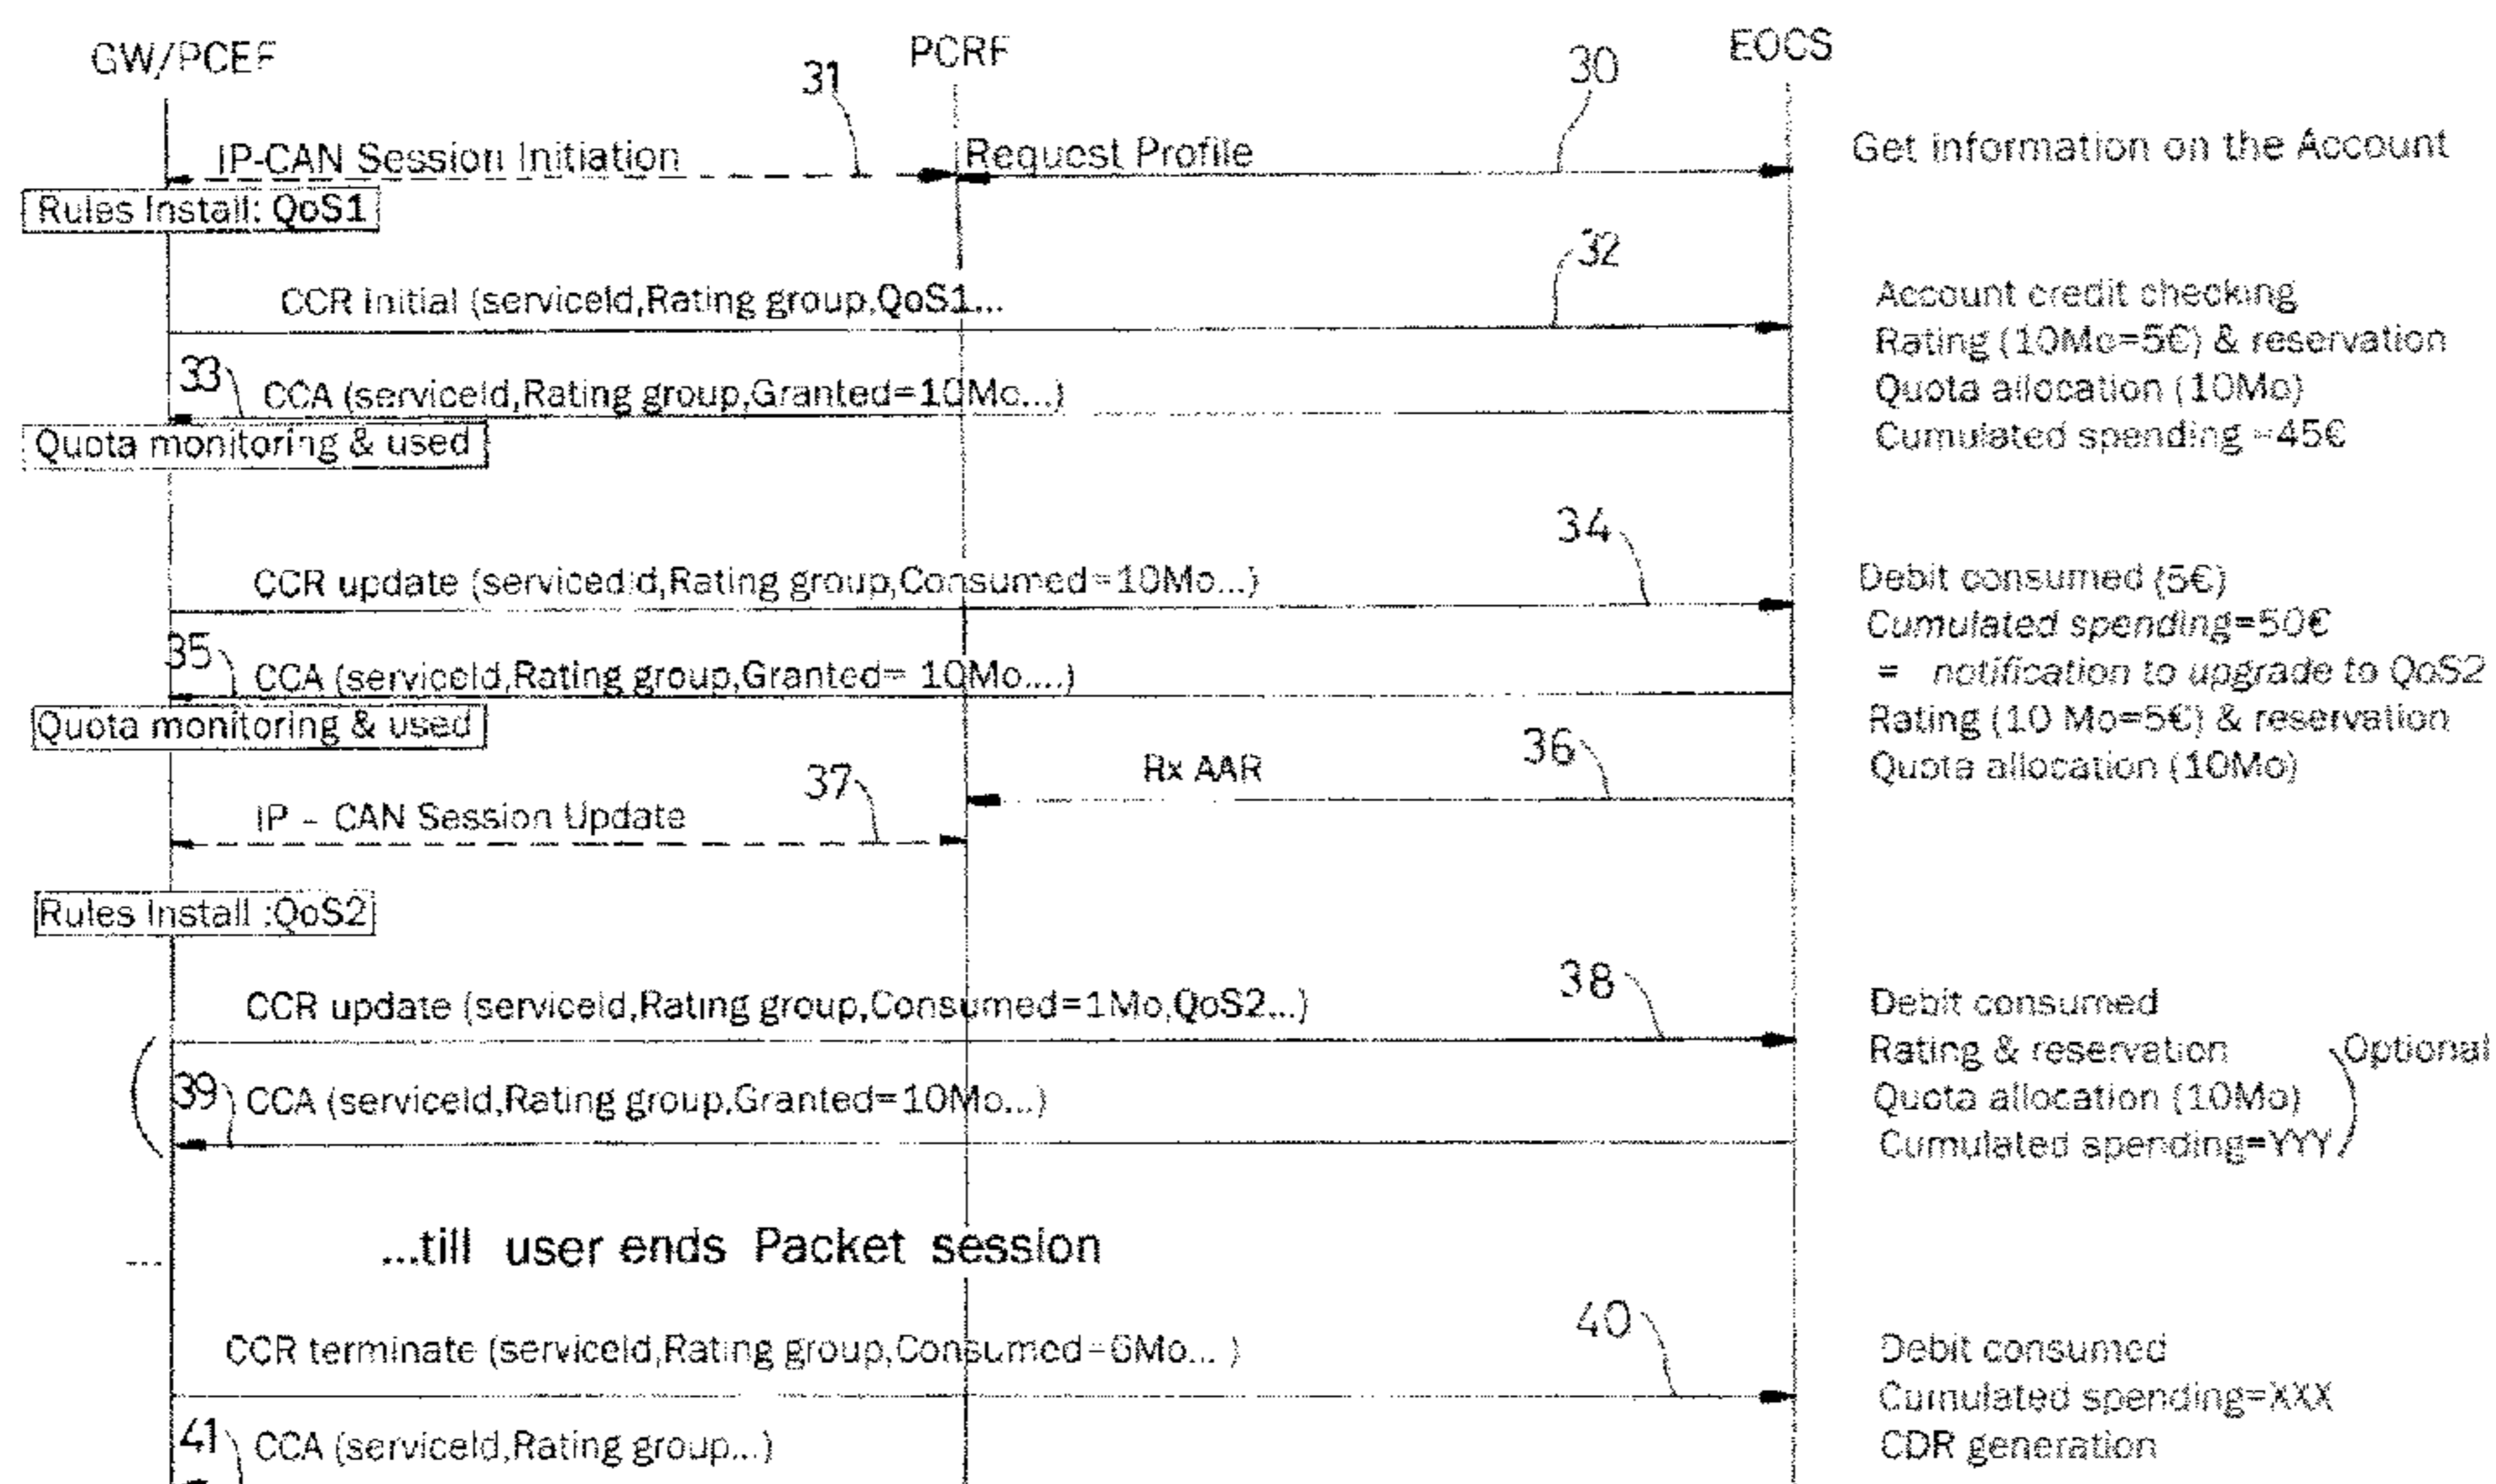 GW/PCEF
PCRF
EOCS
31
30
IP-CAN Session Initiation
Request Profile
Get information on the Account
Rules Install: QoS1
32
CCR Initial (serviceId,Rating group,QoS1...
Account credit checking
Rating (10Mo=5€) & reservation
33
CCA (serviceId,Rating group,Granted=10Mo...)
Quota allocation (10Mo)
Quota monitoring & used
Cumulated spending =45€
34
CCR update (servicedid,Rating group,Consumed=10Mo...)
Debit consumed (5€)
Cumulated spending=50€
35
CCA (serviceId,Rating group,Granted= 10Mo....)
= notification to upgrade to QoS2
Quota monitoring & used
Rating (10 Mo=5€) & reservation
36
Rx AAR
Quota allocation (10Mo)
37
IP - CAN Session Update
Rules Install :QoS2
38
CCR update (serviceId,Rating group,Consumed=1Mo,QoS2...)
Debit consumed
Rating & reservation
Optional
39
CCA (serviceId,Rating group,Granted=10Mo...)
Quota allocation (10Mo)
Cumulated spending=YYY
...till user ends Packet session
...
40
CCR terminate (serviceId,Rating group,Consumed=6Mo... )
Debit consumed
Cumulated spending=XXX
41
CCA (serviceId,Rating group...)
CDR generation